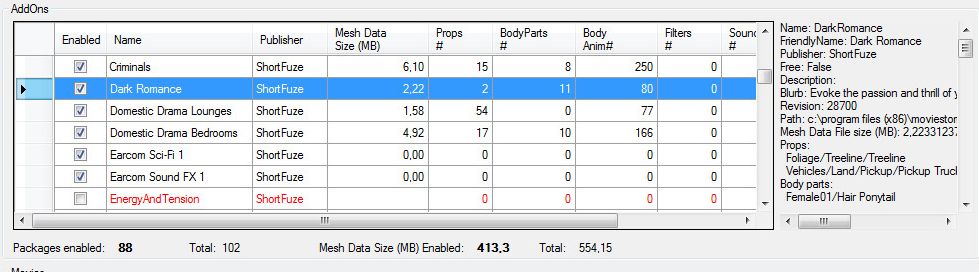 AddOns
Enabled Name Publisher Mesh Data Size (MB) Props # BodyParts # Body Anim# Filters # Soun #
Criminals ShortFuze 6,10 15 8 250 0
Dark Romance ShortFuze 2,22 2 11 80 0
Domestic Drama Lounges ShortFuze 1,58 54 0 77 0
Domestic Drama Bedrooms ShortFuze 4,92 17 10 166 0
Earcom Sci-Fi 1 ShortFuze 0,00 0 0 0 0
Earcom Sound FX 1 ShortFuze 0,00 0 0 0 0
EnergyAndTension ShortFuze 0 0 0 0
Name: DarkRomance
FriendlyName: Dark Romance
Publisher: ShortFuze
Free: False
Description:
Blurb: Evoke the passion and thrill of y
Revision: 28700
Path: c:\program files (x86)\moviestor
Mesh Data File size (MB): 2,22331237
Props:
Foliage/Treeline/Treeline
Vehicles/Land/Pickup/Pickup Truc
Body parts:
Female01/Hair Ponytail
Packages enabled: 88 Total: 102 Mesh Data Size (MB) Enabled: 413,3 Total: 554,15